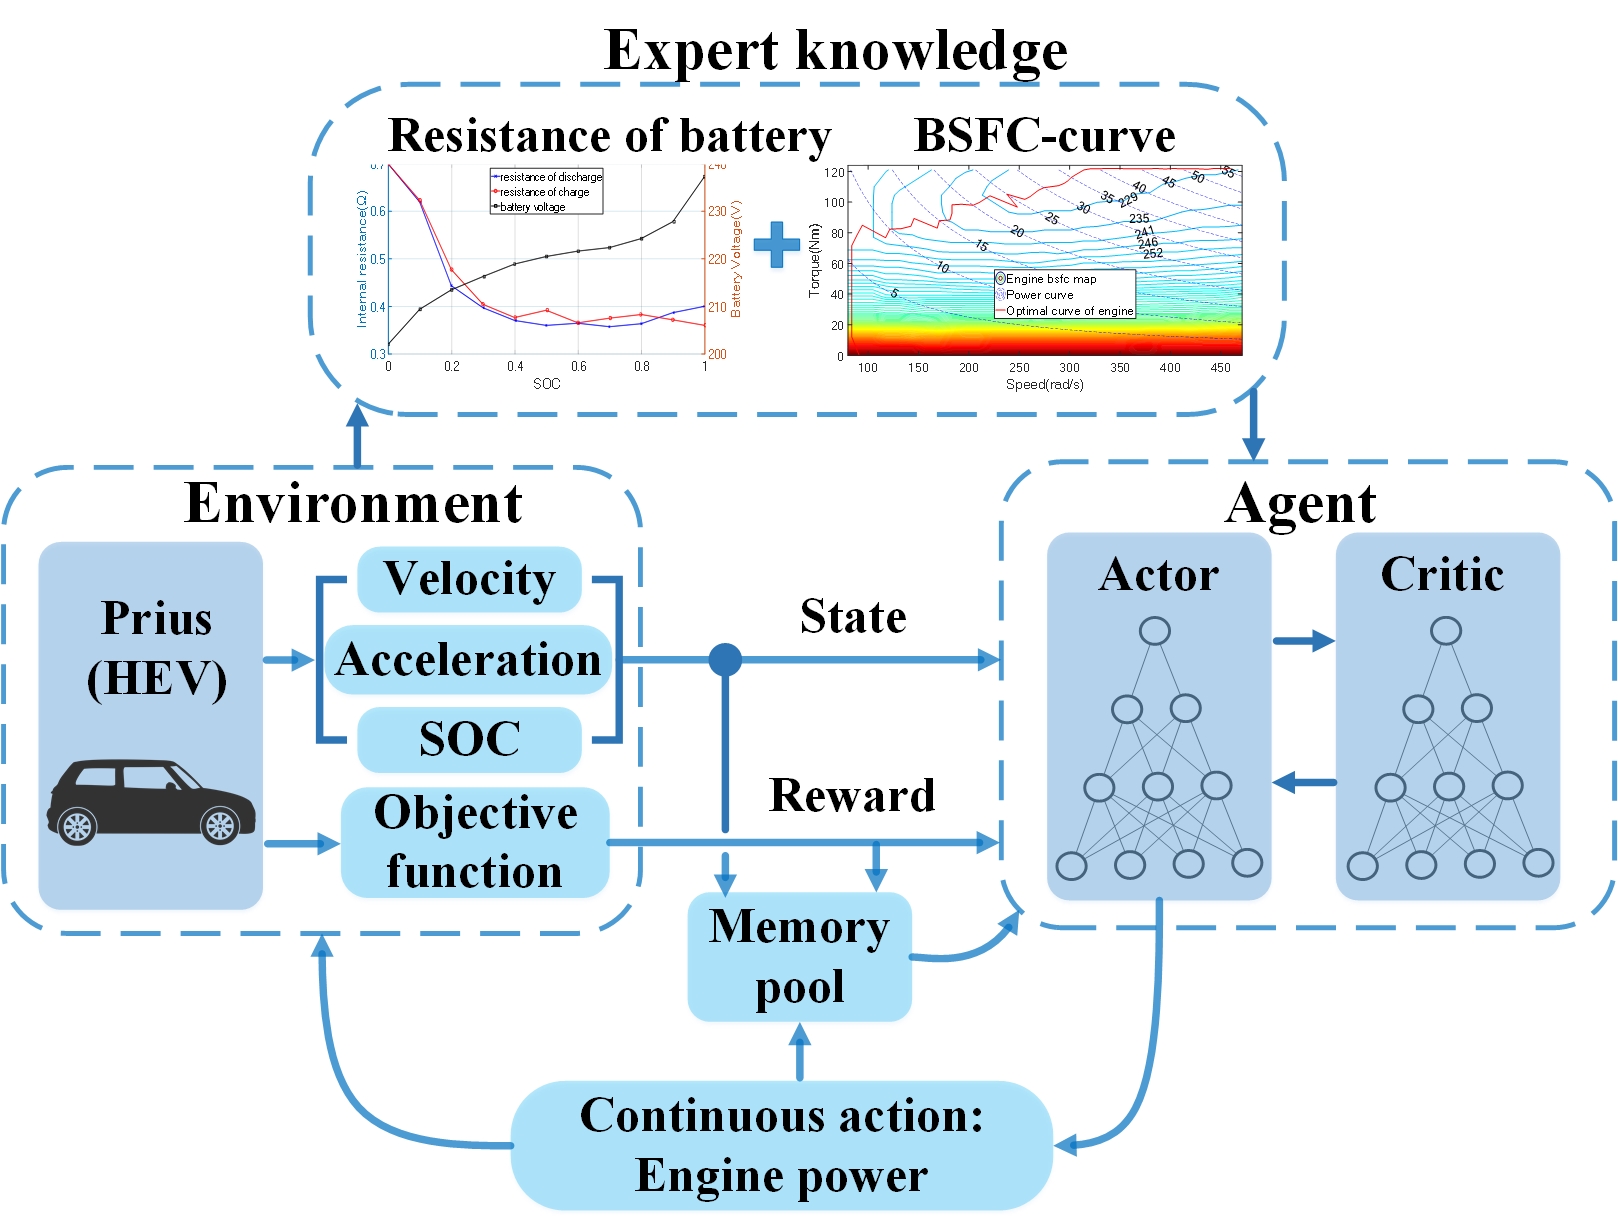 Expert knowledge
Resistance of battery
BSFC-curve
0.7
0.6
0.5
0.4
0.3
Internal resistance(Ω)
resistance of discharge
resistance of charge
battery voltage
240
230
220
210
200
Battery Voltage(V)
0
0.2
0.4
0.6
0.8
1
SOC
120
100
80
60
40
20
0
Torque(Nm)
5
10
15
20
25
30
35
40
45
50
55
229
235
241
246
252
Engine bsfc map
Power curve
Optimal curve of engine
100
150
200
250
300
350
400
450
Speed(rad/s)
Environment
Prius
(HEV)
Velocity
Acceleration
SOC
Objective
function
State
Reward
Memory
pool
Agent
Actor
Critic
Continuous action:
Engine power